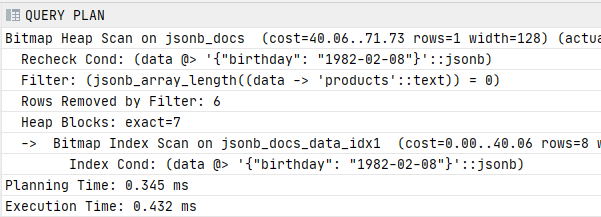 QUERY PLAN
Bitmap Heap Scan on jsonb_docs  (cost=40.06..71.73 rows=1 width=128) (actua
  Recheck Cond: (data @> '{"birthday": "1982-02-08"}'::jsonb)
  Filter: (jsonb_array_length((data -> 'products'::text)) = 0)
  Rows Removed by Filter: 6
  Heap Blocks: exact=7
  ->  Bitmap Index Scan on jsonb_docs_data_idx1  (cost=0.00..40.06 rows=8 w
        Index Cond: (data @> '{"birthday": "1982-02-08"}'::jsonb)
Planning Time: 0.345 ms
Execution Time: 0.432 ms